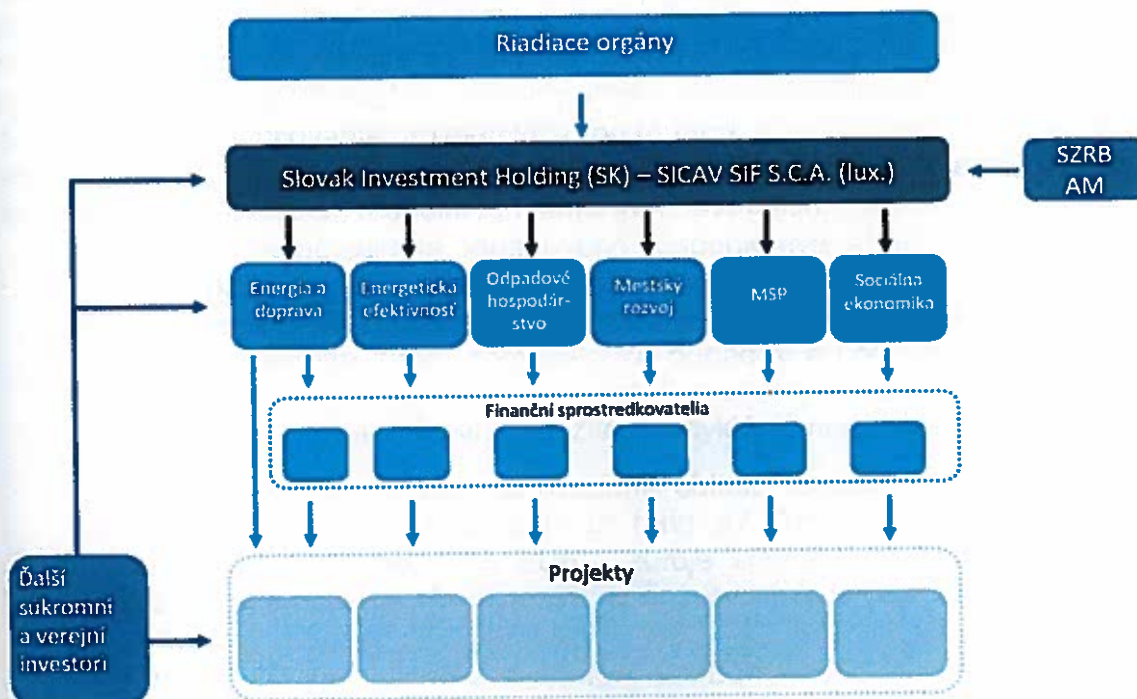 Riadiace orgány
Slovak Investment Holding (SK) – SICAV SIF S.C.A. (lux.)
SZRB
AM
Energia a
doprava
Energetická
efektívnosť
Odpadové
hospodár-
stvo
Mestský
rozvoj
MSP
Sociálna
ekonomika
Finanční sprostredkovatelia
Projekty
Ďalší
súkromní
a verejní
investori